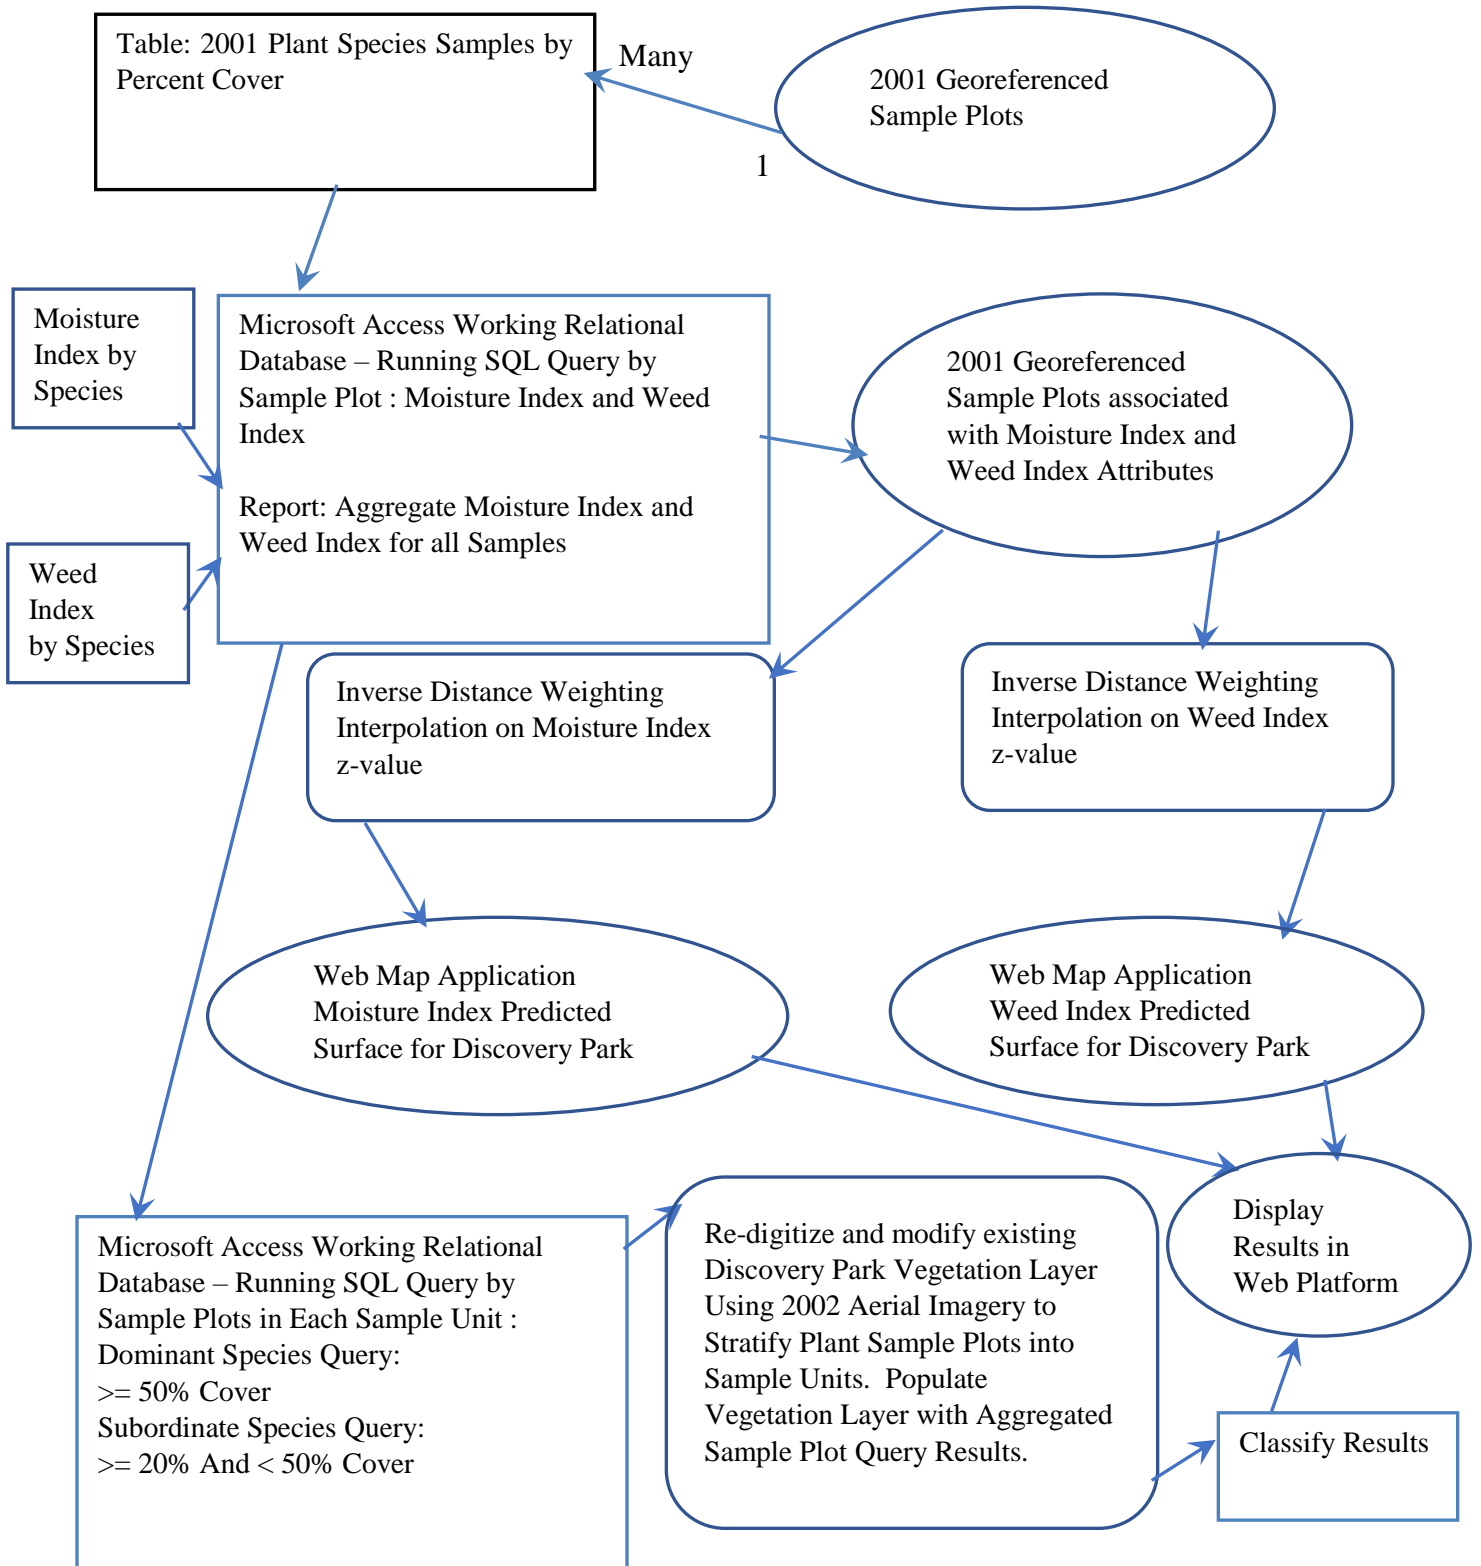 Table: 2001 Plant Species Samples by
Percent Cover
Many
1
2001 Georeferenced
Sample Plots
Moisture
Index by
Species
Weed
Index
by Species
Microsoft Access Working Relational
Database – Running SQL Query by
Sample Plot : Moisture Index and Weed
Index
Report: Aggregate Moisture Index and
Weed Index for all Samples
2001 Georeferenced
Sample Plots associated
with Moisture Index and
Weed Index Attributes
Inverse Distance Weighting
Interpolation on Moisture Index
z-value
Inverse Distance Weighting
Interpolation on Weed Index
z-value
Web Map Application
Moisture Index Predicted
Surface for Discovery Park
Web Map Application
Weed Index Predicted
Surface for Discovery Park
Microsoft Access Working Relational
Database – Running SQL Query by
Sample Plots in Each Sample Unit :
Dominant Species Query:
>= 50% Cover
Subordinate Species Query:
>= 20% And < 50% Cover
Re-digitize and modify existing
Discovery Park Vegetation Layer
Using 2002 Aerial Imagery to
Stratify Plant Sample Plots into
Sample Units.  Populate
Vegetation Layer with Aggregated
Sample Plot Query Results.
Display
Results in
Web Platform
Classify Results